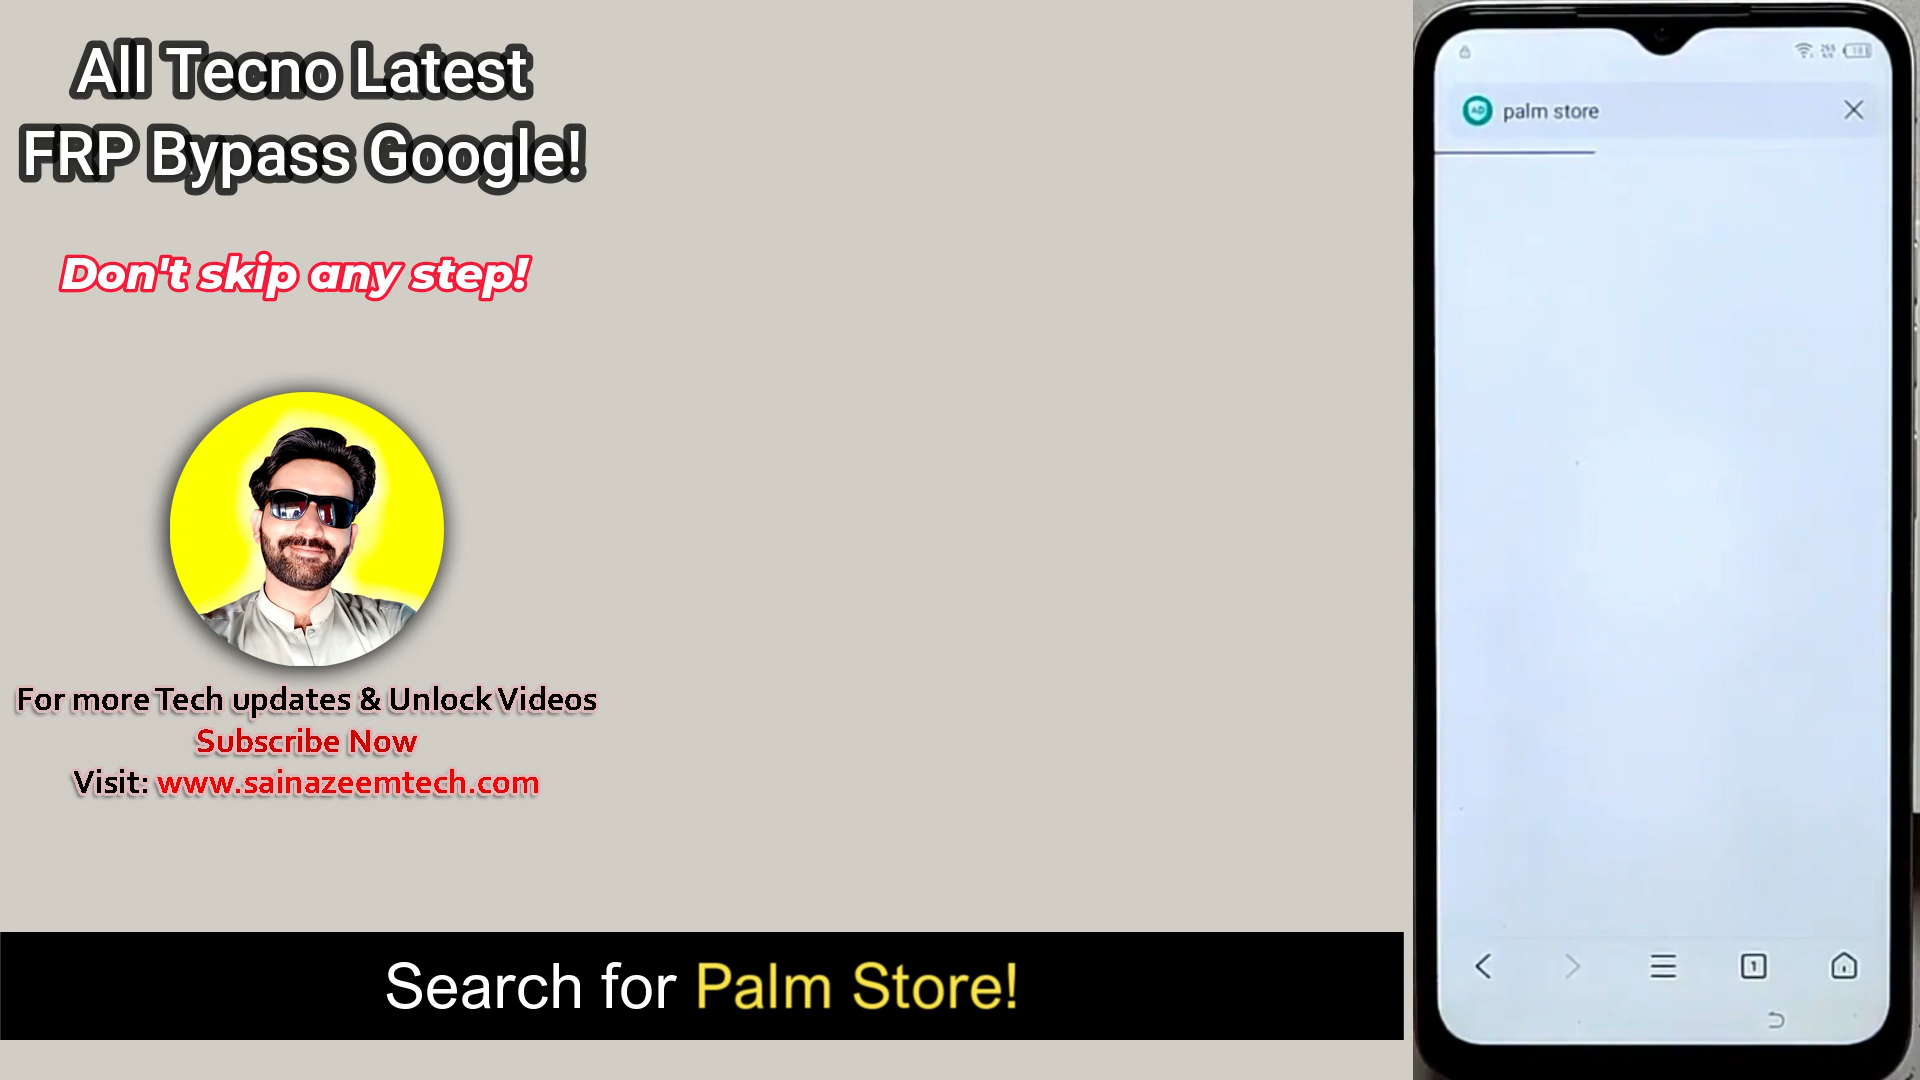 All Tecno Latest
FRP Bypass Google!
Don't skip any step!
For more Tech updates & Unlock Videos
Subscribe Now
Visit: www.sainazeemtech.com
Search for Palm Store!
palm store
1